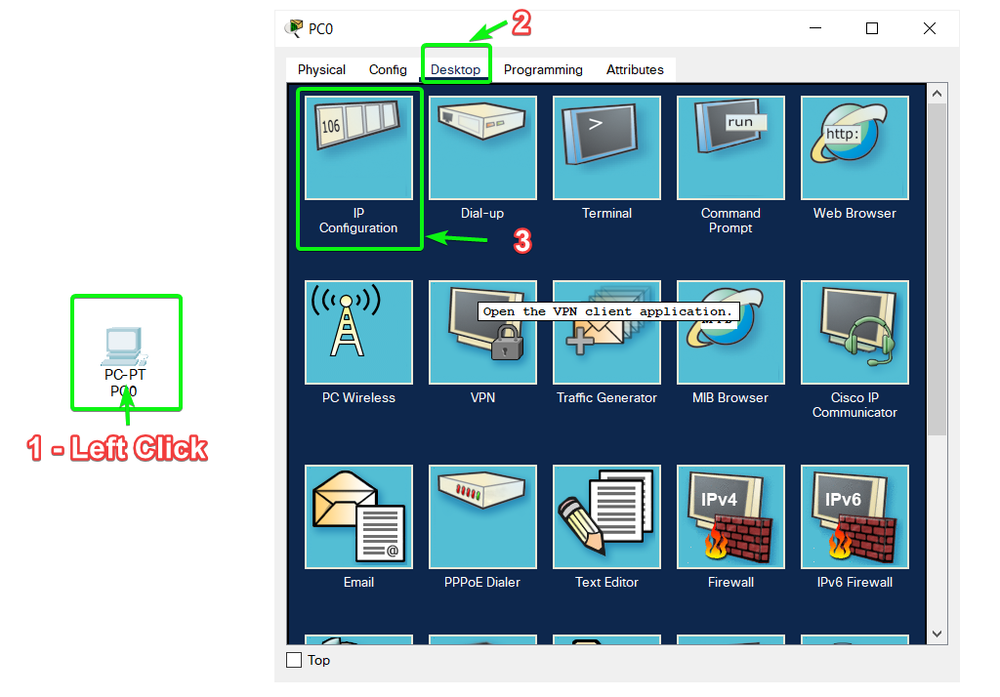 2
PC0
Physical Config Desktop Programming Attributes
106
>
run
http:
IP
Configuration
Dial-up
Terminal
Command
Prompt
Web Browser
3
Open the VPN client application.
PC Wireless
VPN
Traffic Generator
MIB Browser
Cisco IP
Communicator
PC-PT
PC0
1 - Left Click
@
IPv4
IPv6
Email
PPPoE Dialer
Text Editor
Firewall
IPv6 Firewall
Top